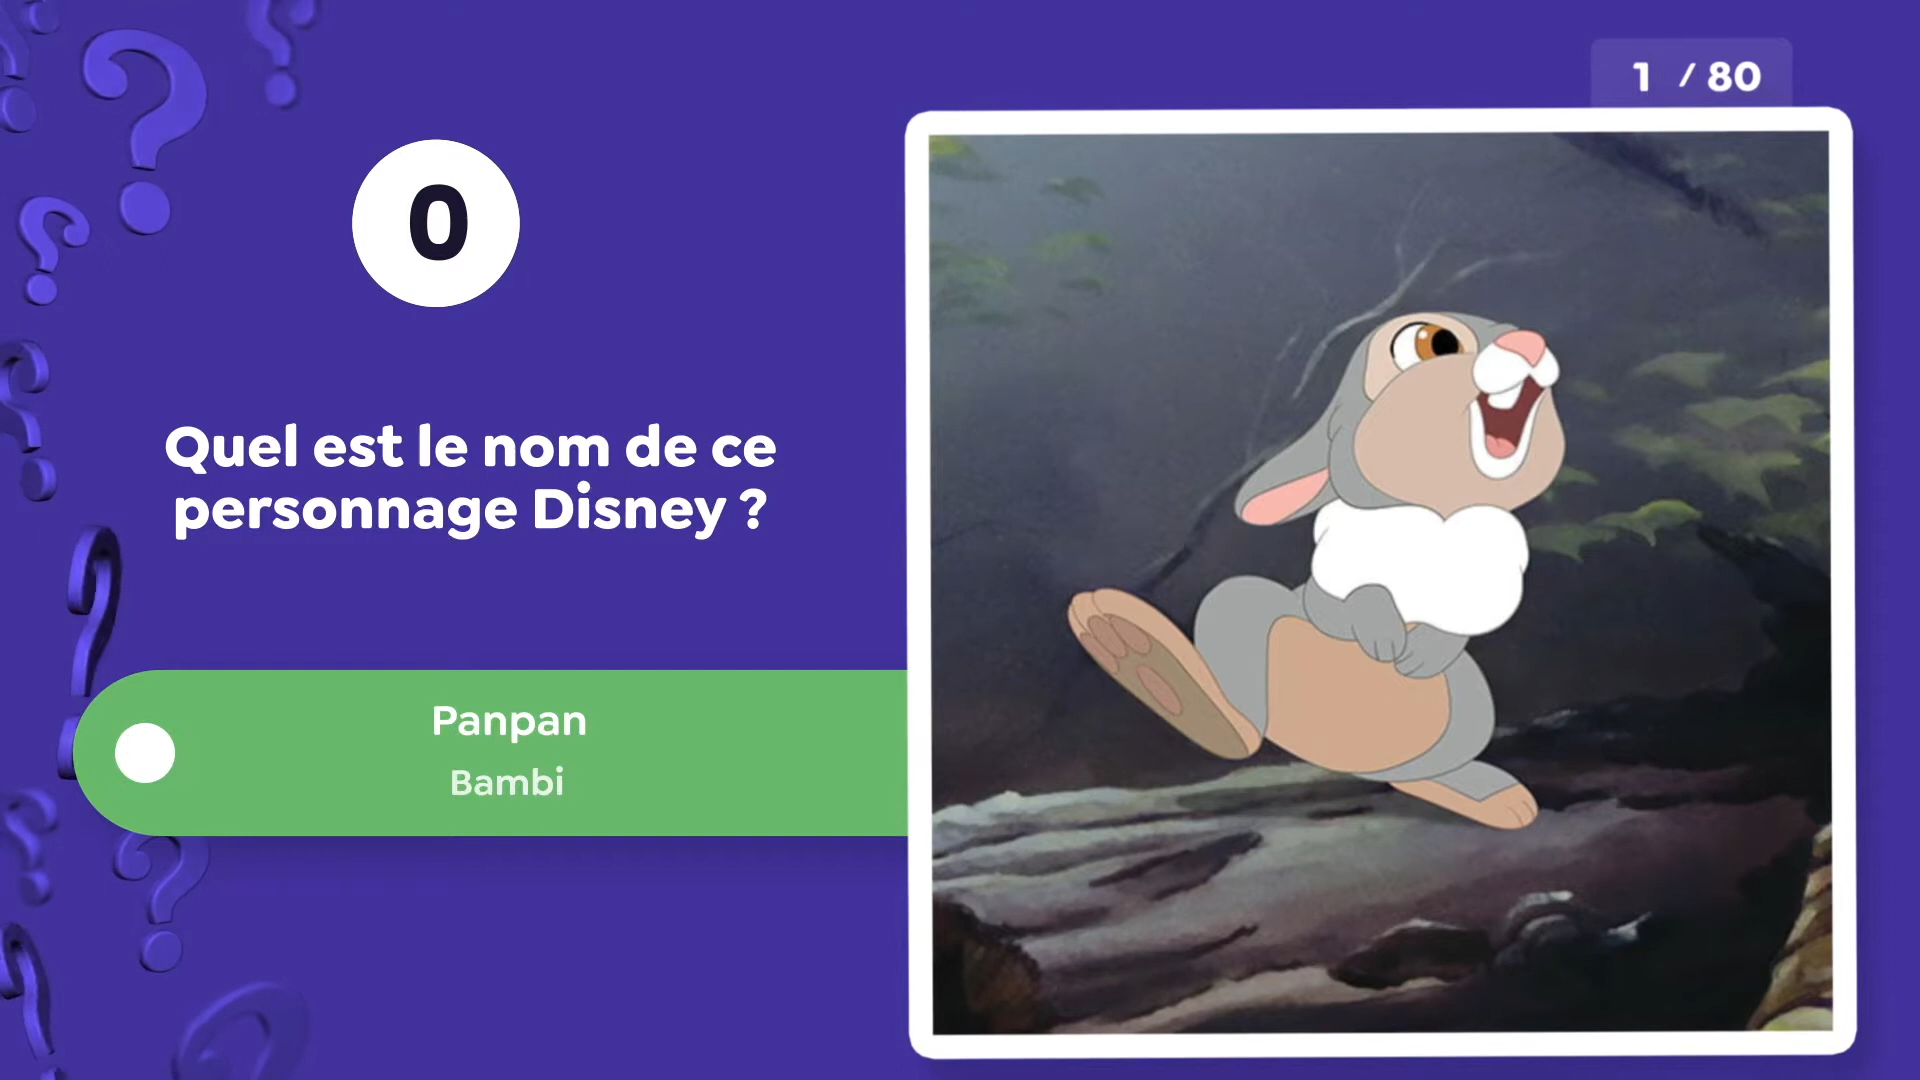 1 / 80
0
Quel est le nom de ce
personnage Disney ?
Panpan
Bambi